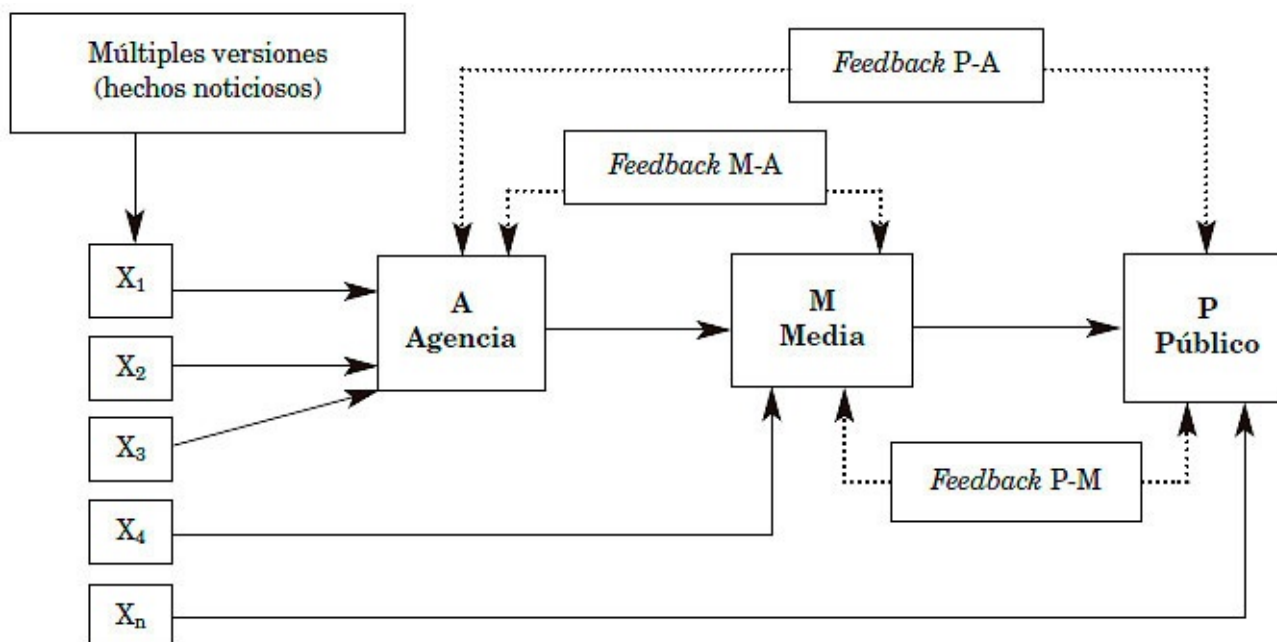 Múltiples versiones
(hechos noticiosos)
Feedback P-A
Feedback M-A
X₁
A
Agencia
M
Media
P
Público
X₂
X₃
Feedback P-M
X₄
Xₙ